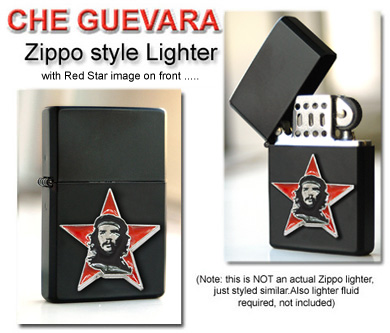 CHE GUEVARA
Zippo style Lighter
with Red Star image on front .....
(Note: this is NOT an actual Zippo lighter,
just styled similar.Also lighter fluid
required, not included)